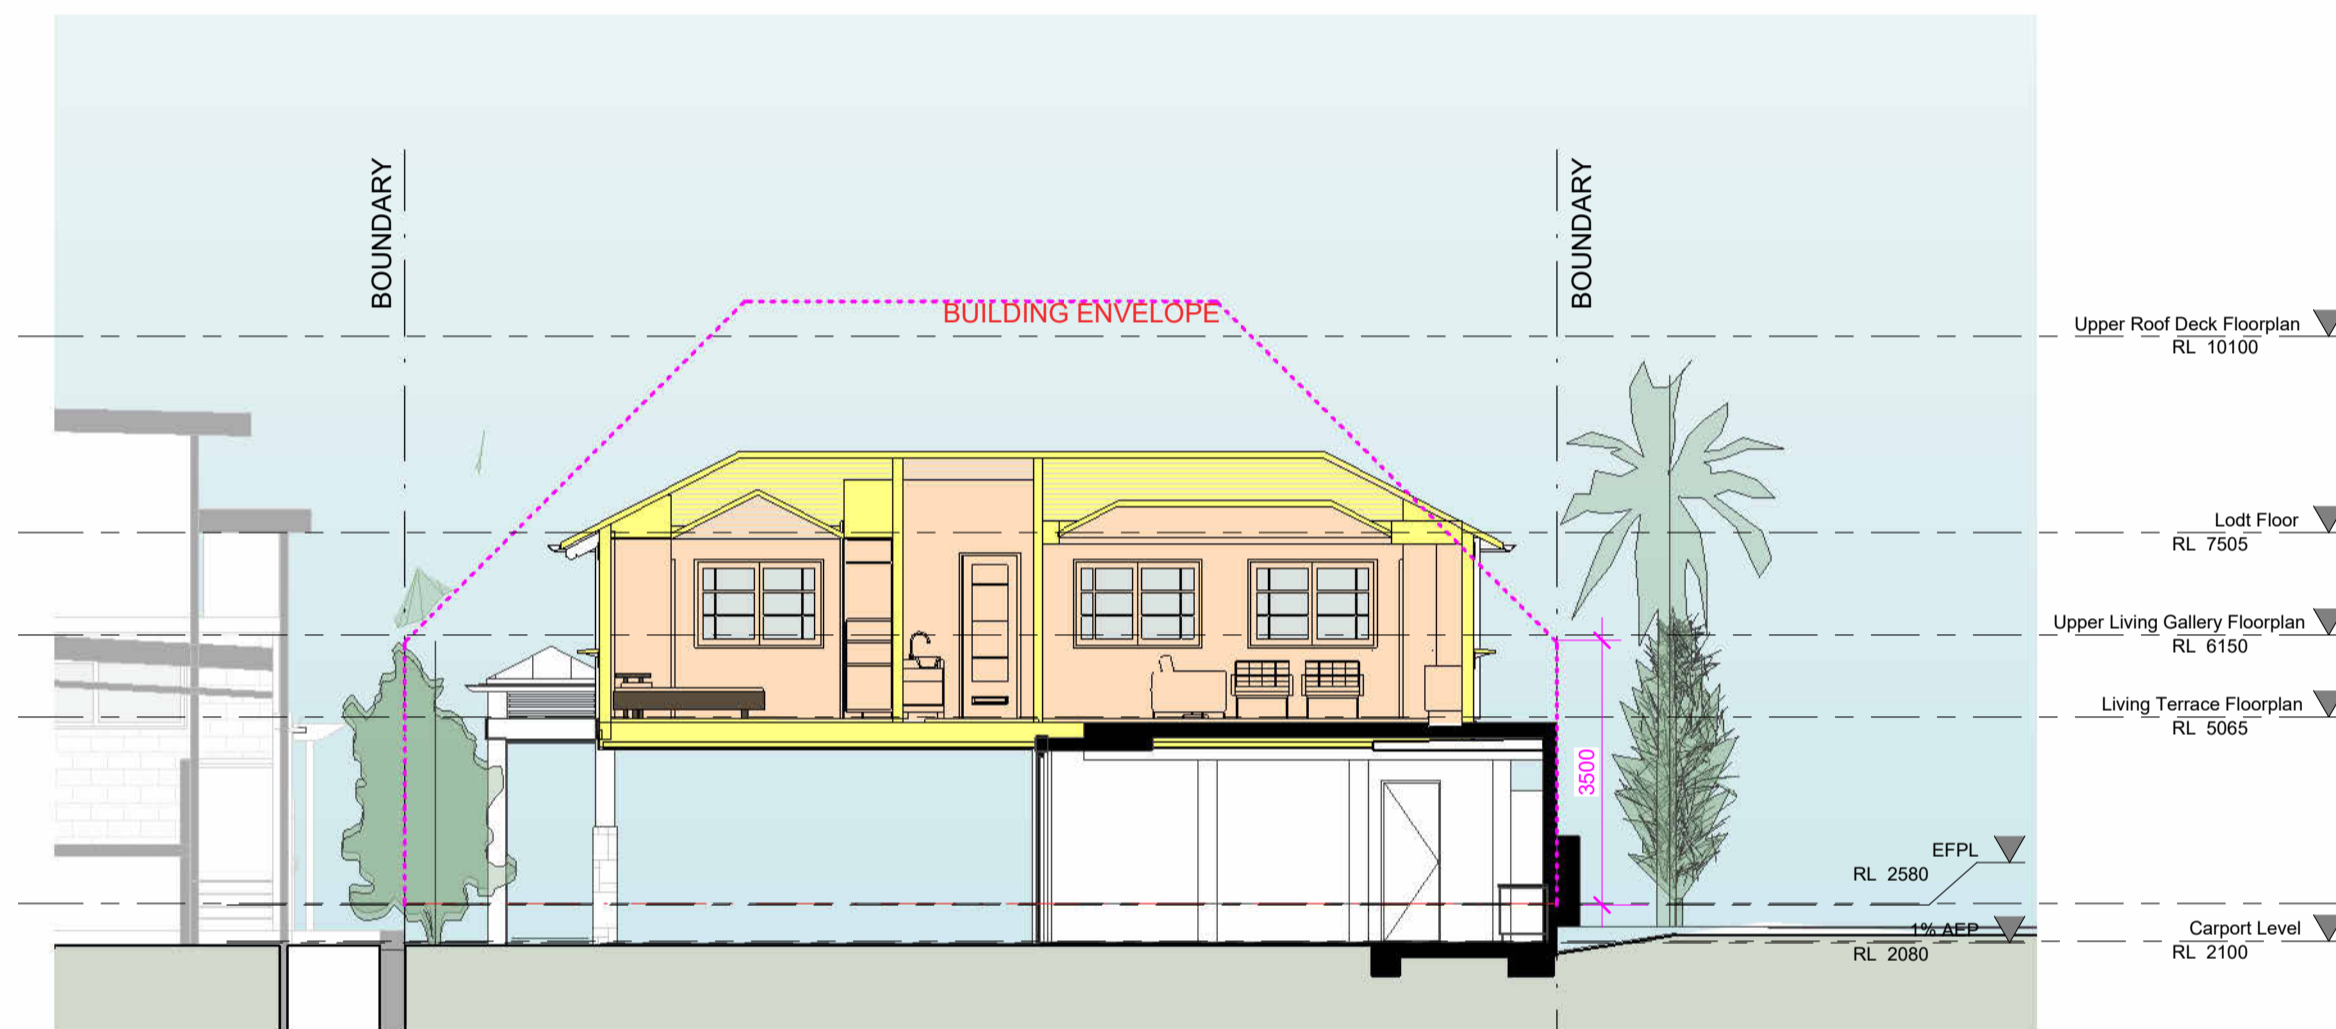 BOUNDARY
BOUNDARY
BUILDING ENVELOPE
Upper Roof Deck Floorplan
RL 10100
Lodt Floor
RL 7505
Upper Living Gallery Floorplan
RL 6150
Living Terrace Floorplan
RL 5065
3500
EFPL
RL 2580
1% AEP
RL 2080
Carport Level
RL 2100